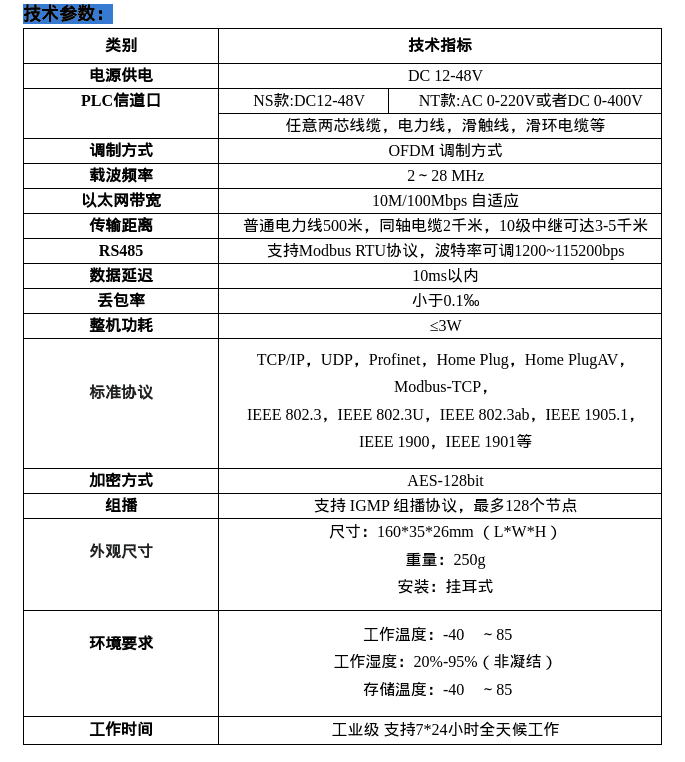 技术参数：
类别 技术指标
电源供电 DC 12-48V
PLC信道口 NS款:DC12-48V NT款:AC 0-220V或者DC 0-400V
任意两芯线缆，电力线，滑触线，滑环电缆等
调制方式 OFDM 调制方式
载波频率 2～28 MHz
以太网带宽 10M/100Mbps 自适应
传输距离 普通电力线500米，同轴电缆2千米，10级中继可达3-5千米
RS485 支持Modbus RTU协议，波特率可调1200~115200bps
数据延迟 10ms以内
丢包率 小于0.1‰
整机功耗 ≤3W
标准协议 TCP/IP，UDP，Profinet，Home Plug，Home PlugAV，
Modbus-TCP，
IEEE 802.3，IEEE 802.3U，IEEE 802.3ab，IEEE 1905.1，
IEEE 1900，IEEE 1901等
加密方式 AES-128bit
组播 支持 IGMP 组播协议，最多128个节点
外观尺寸 尺寸：160*35*26mm （L*W*H）
重量：250g
安装：挂耳式
环境要求 工作温度：-40 ～85
工作湿度：20%-95%（非凝结）
存储温度：-40 ～85
工作时间 工业级 支持7*24小时全天候工作